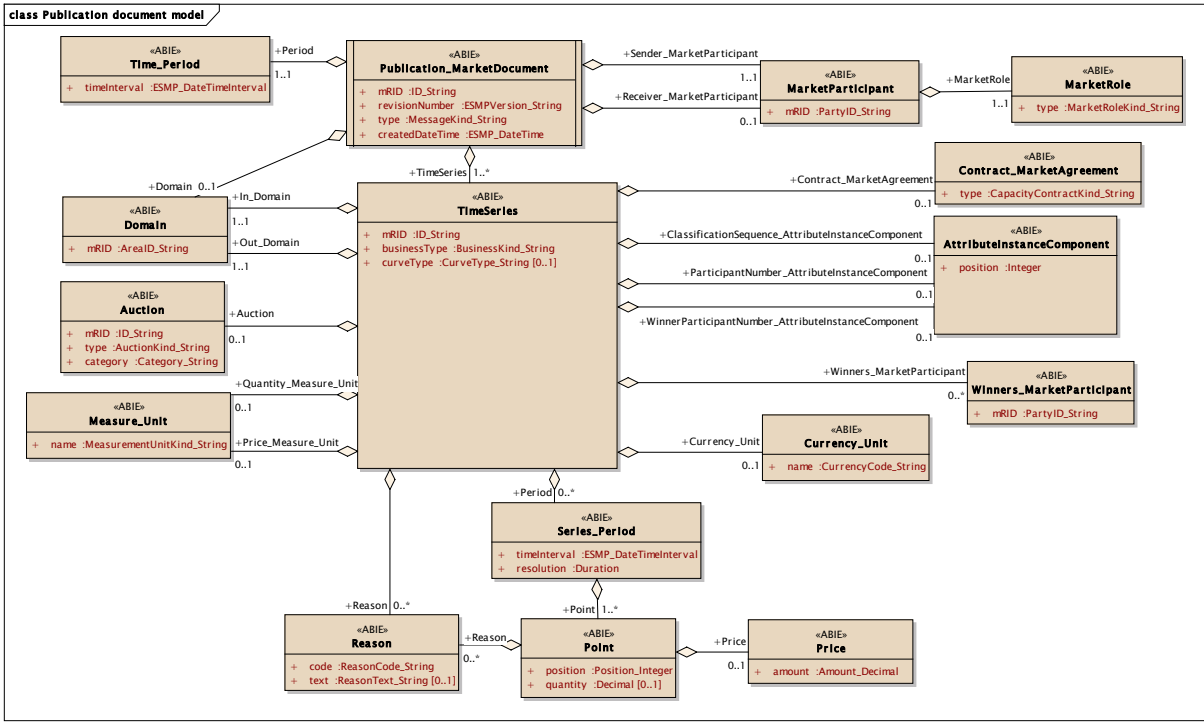 class Publication document model
«ABIE»
Time_Period
+ timeInterval :ESMP_DateTimeInterval
+Period
1..1
«ABIE»
Publication_MarketDocument
+ mRID :ID_String
+ revisionNumber :ESMPVersion_String
+ type :MessageKind_String
+ createdDateTime :ESMP_DateTime
+Sender_MarketParticipant
1..1
+Receiver_MarketParticipant
0..1
«ABIE»
MarketParticipant
+ mRID :PartyID_String
+MarketRole
1..1
«ABIE»
MarketRole
+ type :MarketRoleKind_String
+Domain 0..1
+TimeSeries 1..*
«ABIE»
Domain
+ mRID :AreaID_String
+In_Domain
1..1
+Out_Domain
1..1
«ABIE»
TimeSeries
+ mRID :ID_String
+ businessType :BusinessKind_String
+ curveType :CurveType_String [0..1]
+Contract_MarketAgreement
0..1
«ABIE»
Contract_MarketAgreement
+ type :CapacityContractKind_String
+ClassificationSequence_AttributeInstanceComponent
0..1
+ParticipantNumber_AttributeInstanceComponent
0..1
+WinnerParticipantNumber_AttributeInstanceComponent
0..1
«ABIE»
AttributeInstanceComponent
+ position :Integer
«ABIE»
Auction
+ mRID :ID_String
+ type :AuctionKind_String
+ category :Category_String
+Auction
0..1
+Winners_MarketParticipant
0..*
«ABIE»
Winners_MarketParticipant
+ mRID :PartyID_String
«ABIE»
Measure_Unit
+ name :MeasurementUnitKind_String
+Quantity_Measure_Unit
0..1
+Price_Measure_Unit
0..1
+Currency_Unit
0..1
«ABIE»
Currency_Unit
+ name :CurrencyCode_String
+Period 0..*
«ABIE»
Series_Period
+ timeInterval :ESMP_DateTimeInterval
+ resolution :Duration
+Reason 0..*
+Point 1..*
«ABIE»
Reason
+ code :ReasonCode_String
+ text :ReasonText_String [0..1]
+Reason
0..*
«ABIE»
Point
+ position :Position_Integer
+ quantity :Decimal [0..1]
+Price
0..1
«ABIE»
Price
+ amount :Amount_Decimal